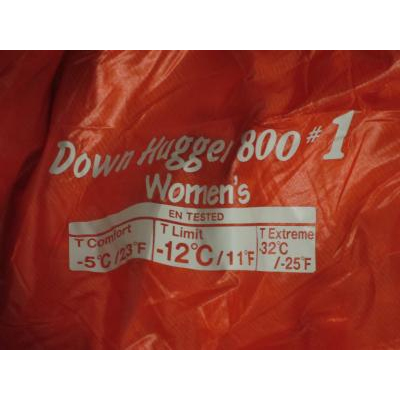 Down Hugger 800 #1
Women's
EN TESTED
T Comfort T Limit T Extreme
-5°C/23°F -12°C/11°F -32°C
/-25°F